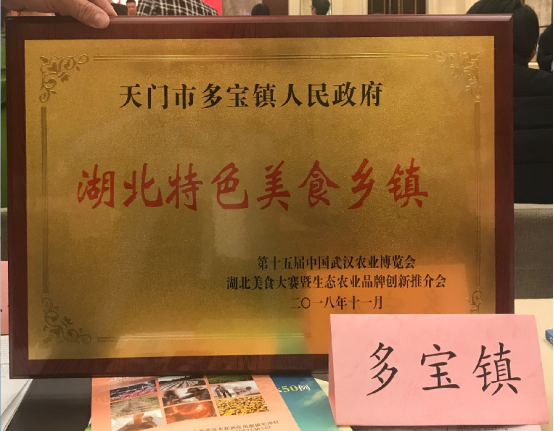 天门市多宝镇人民政府
湖北特色美食乡镇
第十五届中国武汉农业博览会
湖北美食大赛暨生态农业品牌创新推介会
二〇一八年十一月
多宝镇
50问